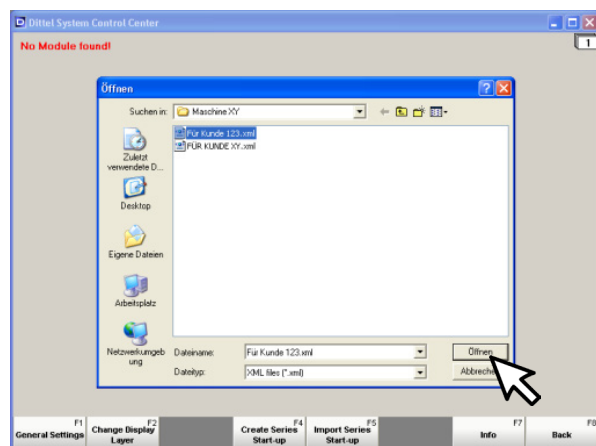 Dittel System Control Center
No Module found!
1
Öffnen
Suchen in:
Maschine XY
Für Kunde 123.xml
FÜR KUNDE XY.xml
Zuletzt
verwendete D...
Desktop
Eigene Dateien
Arbeitsplatz
Netzwerkumgeb
ung
Dateiname:
Für Kunde 123.xml
Öffnen
Dateityp:
XML files (*.xml)
Abbreche
F1
General Settings
F2
Change Display
Layer
F4
Create Series
Start-up
F5
Import Series
Start-up
F7
Info
F8
Back